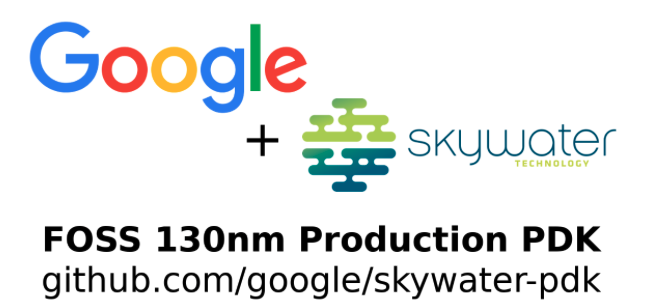 Google
+
skywater
TECHNOLOGY
FOSS 130nm Production PDK
github.com/google/skywater-pdk